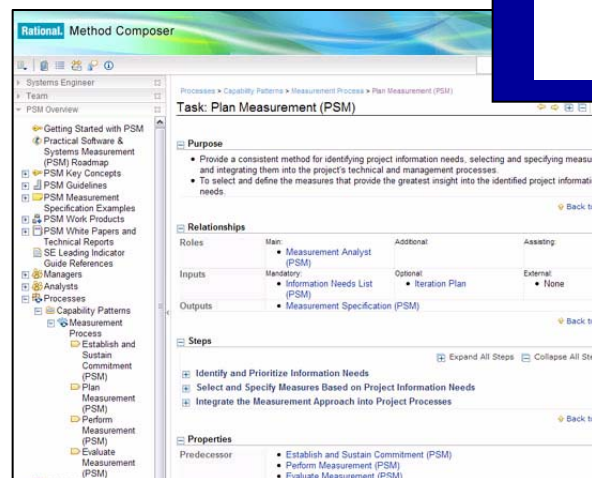 Rational. Method Composer
Systems Engineer
Team
PSM Overview
Getting Started with PSM
Practical Software &
Systems Measurement
(PSM) Roadmap
PSM Key Concepts
PSM Guidelines
PSM Measurement
Specification Examples
PSM Work Products
PSM White Papers and
Technical Reports
SE Leading Indicator
Guide References
Managers
Analysts
Processes
Capability Patterns
Measurement
Process
Establish and
Sustain
Commitment
(PSM)
Plan
Measurement
(PSM)
Perform
Measurement
(PSM)
Evaluate
Measurement
(PSM)
Processes > Capability Patterns > Measurement Process > Plan Measurement (PSM)
Task: Plan Measurement (PSM)
Purpose
Provide a consistent method for identifying project information needs, selecting and specifying measu
and integrating them into the project's technical and management processes.
To select and define the measures that provide the greatest insight into the identified project informati
needs.
Back to
Relationships
Roles Main: Additional: Assisting:
Measurement Analyst
(PSM)
Inputs Mandatory: Optional: External:
Information Needs List Iteration Plan None
(PSM)
Outputs Measurement Specification (PSM)
Back to
Steps
Expand All Steps Collapse All Ste
Identify and Prioritize Information Needs
Select and Specify Measures Based on Project Information Needs
Integrate the Measurement Approach into Project Processes
Back to
Properties
Predecessor Establish and Sustain Commitment (PSM)
Perform Measurement (PSM)
Evaluate Measurement (PSM)